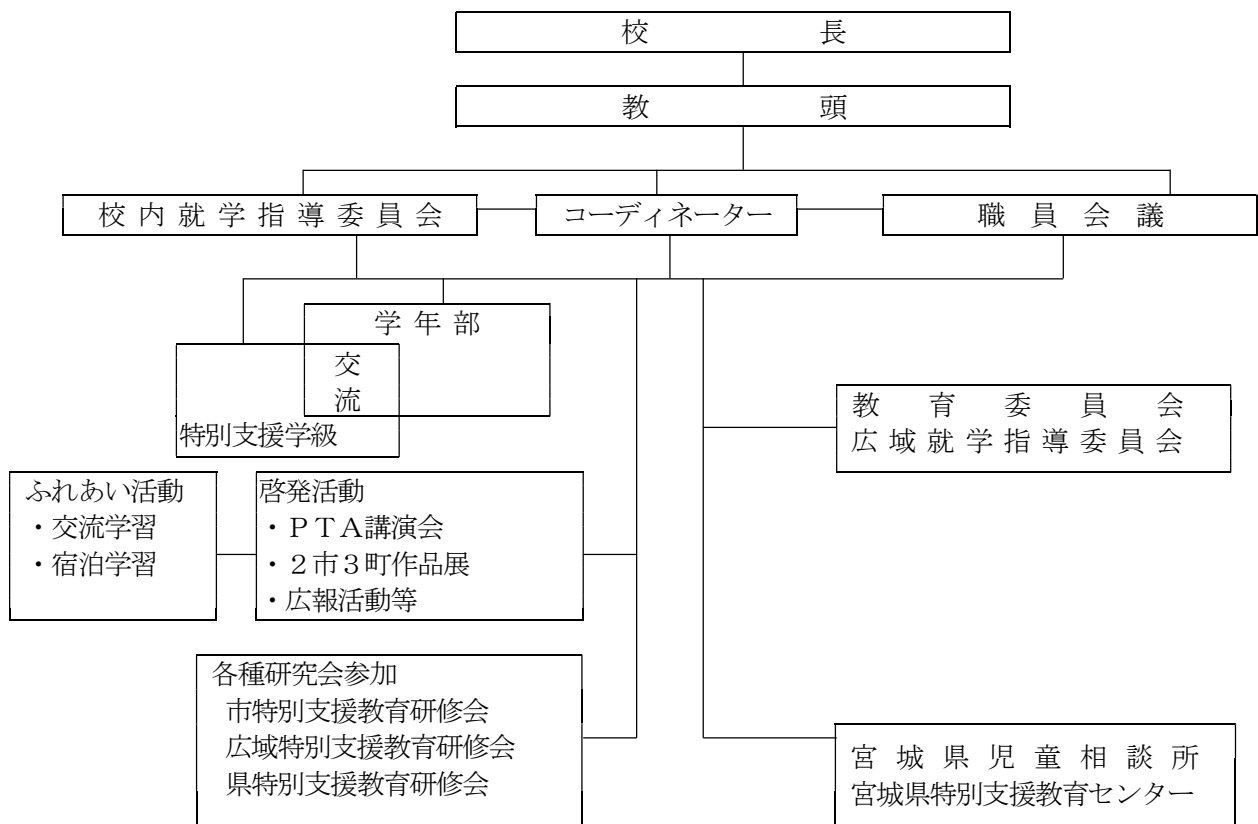 校長
教頭
校内就学指導委員会
コーディネーター
職員会議
学年部
交
流
特別支援学級
教育委員会
広域就学指導委員会
ふれあい活動
・交流学習
・宿泊学習
啓発活動
・ＰＴＡ講演会
・２市３町作品展
・広報活動等
各種研究会参加
市特別支援教育研修会
広域特別支援教育研修会
県特別支援教育研修会
宮城県児童相談所
宮城県特別支援教育センター